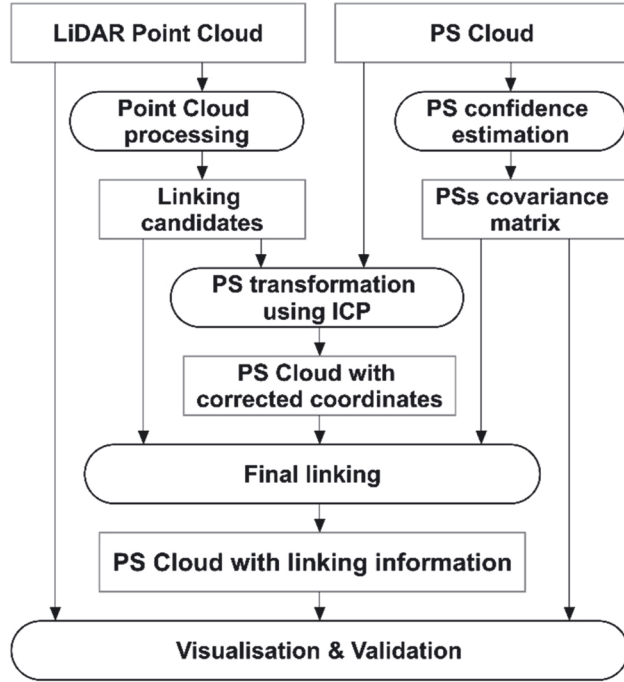 LiDAR Point Cloud
PS Cloud
Point Cloud
processing
PS confidence
estimation
Linking
candidates
PSs covariance
matrix
PS transformation
using ICP
PS Cloud with
corrected coordinates
Final linking
PS Cloud with linking information
Visualisation & Validation